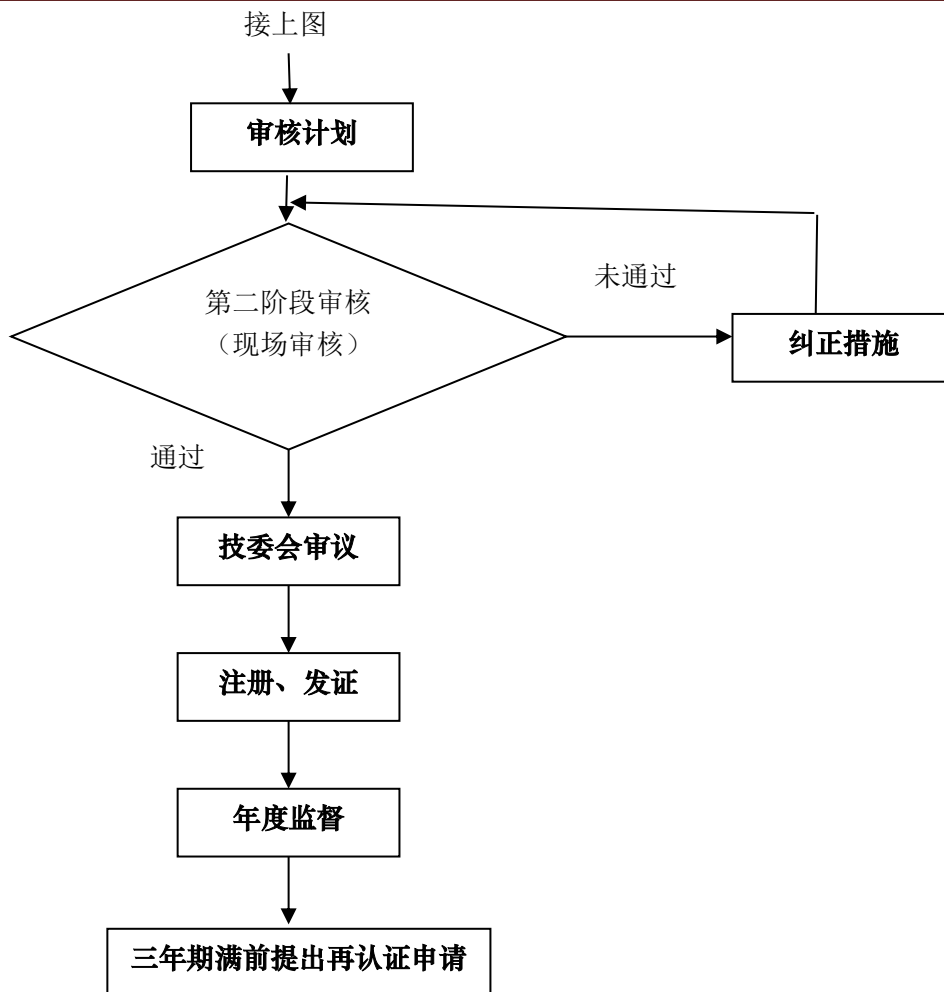 接上图
审核计划
未通过
第二阶段审核
（现场审核）
纠正措施
通过
技委会审议
注册、发证
年度监督
三年期满前提出再认证申请